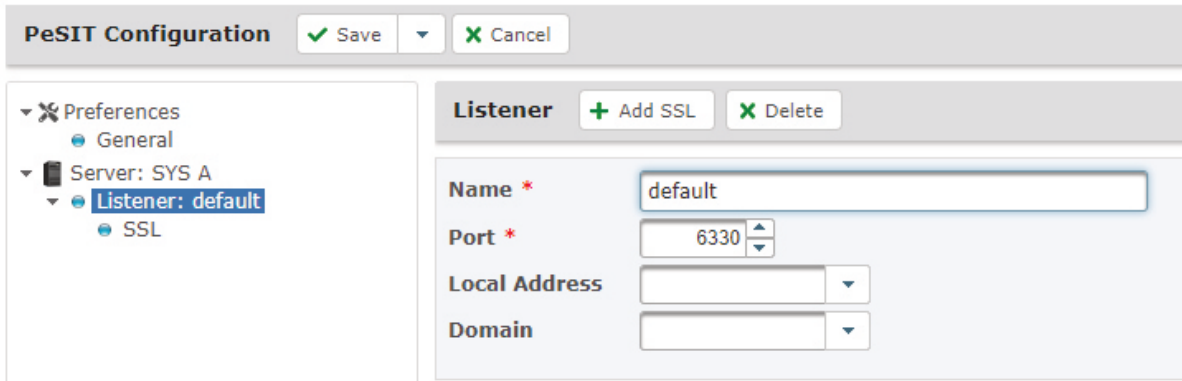 PeSIT Configuration Save Cancel
Preferences
General
Server: SYS A
Listener: default
SSL
Listener Add SSL Delete
Name * default
Port * 6330
Local Address
Domain